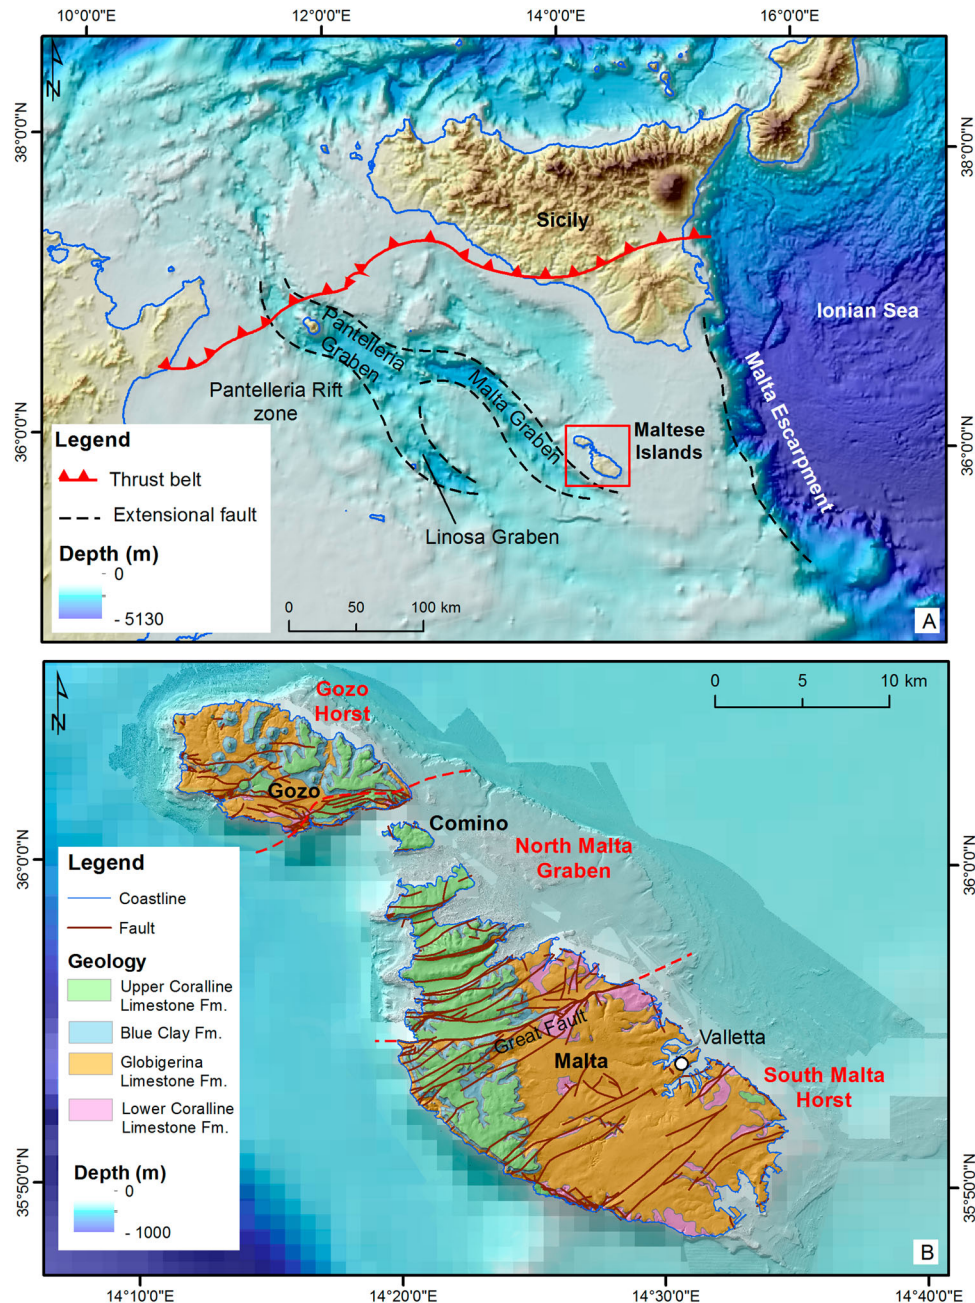 10°0'0"E 12°0'0"E 14°0'0"E 16°0'0"E
N
38°0'0"N
38°0'0"N
Sicily
Ionian Sea
Pantelleria
Graben
Malta Graben
Pantelleria Rift
zone
Maltese
Islands
Malta Escarpment
36°0'0"N
36°0'0"N
Linosa Graben
Legend
Thrust belt
Extensional fault
Depth (m)
0
- 5130
0 50 100 km
A
N
Gozo
Horst
0 5 10 km
Gozo
Comino
North Malta
Graben
36°0'0"N
36°0'0"N
Great Fault
Malta
Valletta
South Malta
Horst
Legend
Coastline
Fault
Geology
Upper Coralline
Limestone Fm.
Blue Clay Fm.
Globigerina
Limestone Fm.
Lower Coralline
Limestone Fm.
Depth (m)
0
- 1000
35°50'0"N
35°50'0"N
B
14°10'0"E 14°20'0"E 14°30'0"E 14°40'0"E